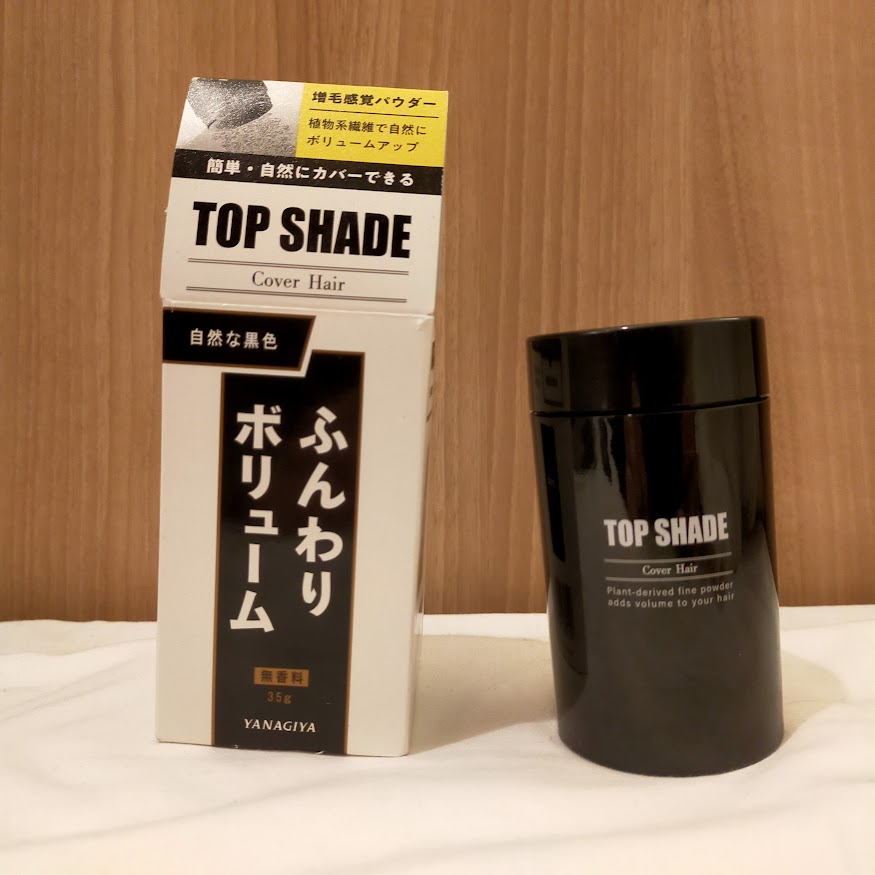 増毛感覚パウダー
植物系繊維で自然に
ボリュームアップ
簡単・自然にカバーできる
TOP SHADE
Cover Hair
自然な黒色
ふんわり
ボリューム
無香料
35g
YANAGIYA
TOP SHADE
Cover Hair
Plant-derived fine powder
adds volume to your hair